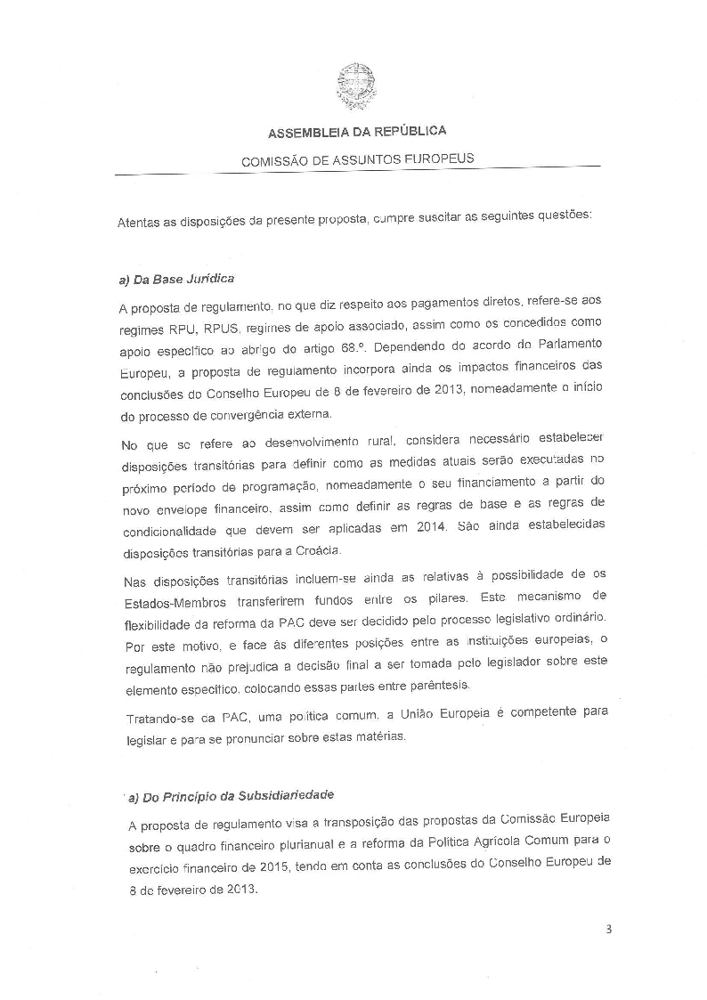 ASSEMBLEIA DA REPÚBLICA
COMISSÃO DE ASSUNTOS EUROPEUS
Atentas as disposições da presente proposta, cumpre suscitar as seguintes questões:
a) Da Base Jurídica
A proposta de regulamento, no que diz respeito aos pagamentos diretos, refere-se aos
regimes RPU, RPUS, regimes de apoio associado, assim como os concedidos como
apoio específico ao abrigo do artigo 68.º. Dependendo do acordo do Parlamento
Europeu, a proposta de regulamento incorpora ainda os impactos financeiros das
conclusões do Conselho Europeu de 8 de fevereiro de 2013, nomeadamente o início
do processo de convergência externa.
No que se refere ao desenvolvimento rural, considera necessário estabelecer
disposições transitórias para definir como as medidas atuais serão executadas no
próximo período de programação, nomeadamente o seu financiamento a partir do
novo envelope financeiro, assim como definir as regras de base e as regras de
condicionalidade que devem ser aplicadas em 2014. São ainda estabelecidas
disposições transitórias para a Croácia.
Nas disposições transitórias incluem-se ainda as relativas à possibilidade de os
Estados-Membros transferirem fundos entre os pilares. Este mecanismo de
flexibilidade da reforma da PAC deve ser decidido pelo processo legislativo ordinário.
Por este motivo, e face às diferentes posições entre as instituições europeias, o
regulamento não prejudica a decisão final a ser tomada pelo legislador sobre este
elemento específico, colocando essas partes entre parêntesis.
Tratando-se da PAC, uma política comum, a União Europeia é competente para
legislar e para se pronunciar sobre estas matérias.
a) Do Princípio da Subsidiariedade
A proposta de regulamento visa a transposição das propostas da Comissão Europeia
sobre o quadro financeiro plurianual e a reforma da Política Agrícola Comum para o
exercício financeiro de 2015, tendo em conta as conclusões do Conselho Europeu de
8 de fevereiro de 2013.
3